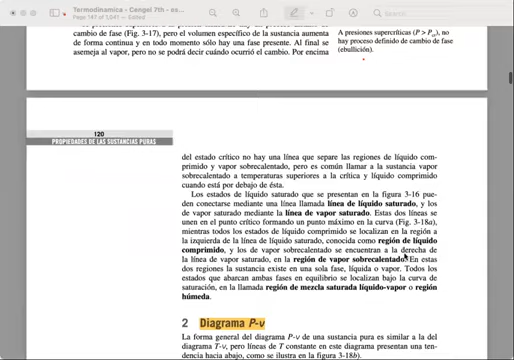 Termodinamica - Cengel 7th - es...
Page 147 of 1,041 — Edited
cambio de fase (Fig. 3-17), pero el volumen específico de la sustancia aumenta
de forma continua y en todo momento sólo hay una fase presente. Al final se
asemeja al vapor, pero no se podrá decir cuándo ocurrió el cambio. Por encima
A presiones supercríticas (P > Pcr), no
hay proceso definido de cambio de fase
(ebullición).
120
PROPIEDADES DE LAS SUSTANCIAS PURAS
del estado crítico no hay una línea que separe las regiones de líquido com-
primido y vapor sobrecalentado, pero es común llamar a la sustancia vapor
sobrecalentado a temperaturas superiores a la crítica y líquido comprimido
cuando está por debajo de ésta.
Los estados de líquido saturado que se presentan en la figura 3-16 pue-
den conectarse mediante una línea llamada línea de líquido saturado, y los
de vapor saturado mediante la línea de vapor saturado. Estas dos líneas se
unen en el punto crítico formando un punto máximo en la curva (Fig. 3-18a),
mientras todos los estados de líquido comprimido se localizan en la región a
la izquierda de la línea de líquido saturado, conocida como región de líquido
comprimido, y los de vapor sobrecalentado se encuentran a la derecha de
la línea de vapor saturado, en la región de vapor sobrecalentado. En estas
dos regiones la sustancia existe en una sola fase, líquida o vapor. Todos los
estados que abarcan ambas fases en equilibrio se localizan bajo la curva de
saturación, en la llamada región de mezcla saturada líquido-vapor o región
húmeda.
2 Diagrama P-v
La forma general del diagrama P-v de una sustancia pura es similar a la del
diagrama T-v, pero líneas de T constante en este diagrama presentan una ten-
dencia hacia abajo, como se ilustra en la figura 3-18b).